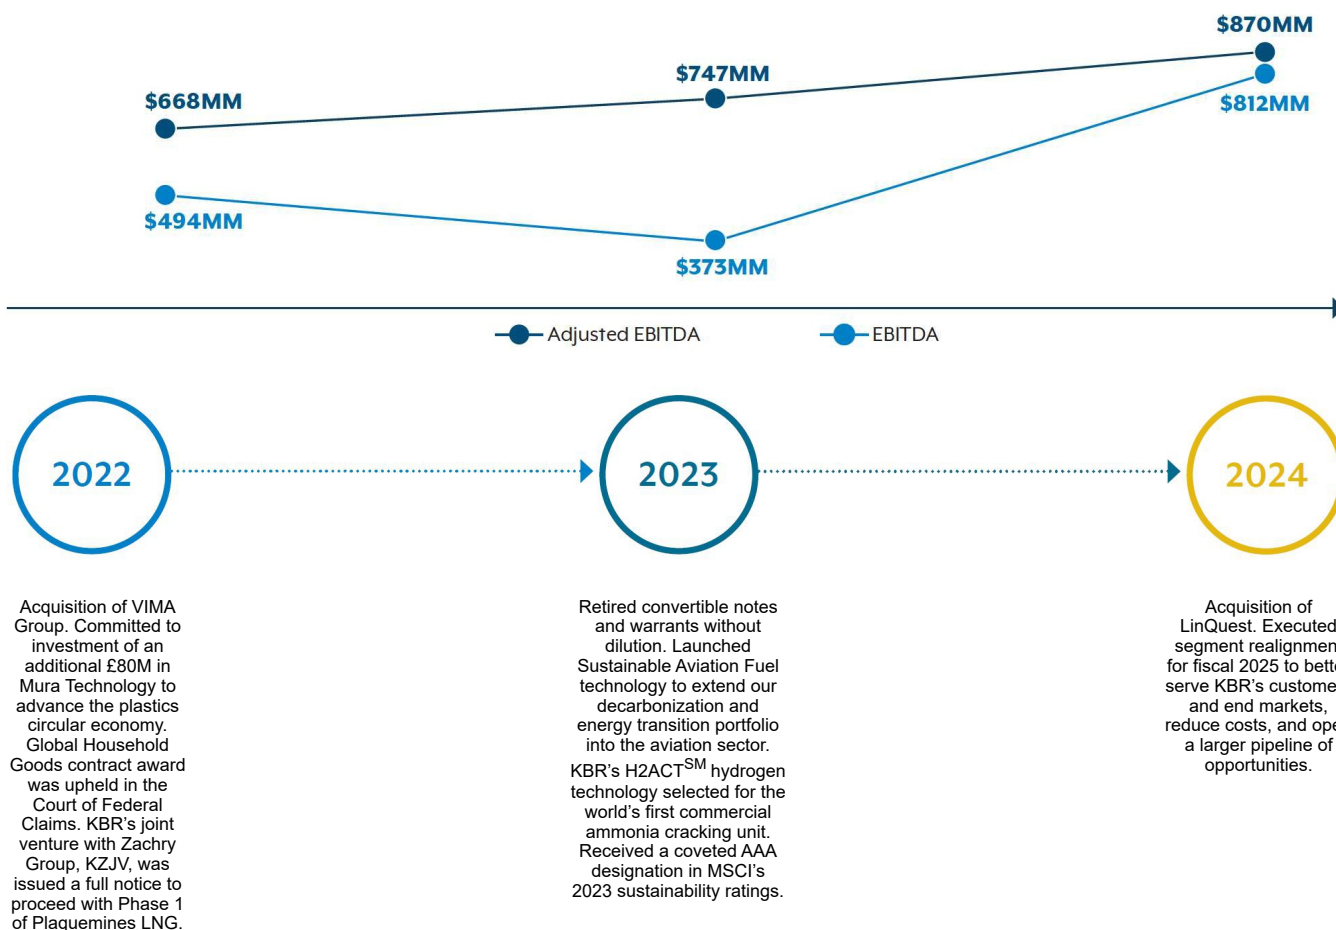 $870MM
$747MM
$668MM
$812MM
$494MM
$373MM
Adjusted EBITDA
EBITDA
2022
2023
2024
Acquisition of VIMA
Group. Committed to
investment of an
additional £80M in
Mura Technology to
advance the plastics
circular economy.
Global Household
Goods contract award
was upheld in the
Court of Federal
Claims. KBR's joint
venture with Zachry
Group, KZJV, was
issued a full notice to
proceed with Phase 1
of Plaquemines LNG.
Retired convertible notes
and warrants without
dilution. Launched
Sustainable Aviation Fuel
technology to extend our
decarbonization and
energy transition portfolio
into the aviation sector.
KBR's H2ACTSM hydrogen
technology selected for the
world's first commercial
ammonia cracking unit.
Received a coveted AAA
designation in MSCI's
2023 sustainability ratings.
Acquisition of
LinQuest. Executed
segment realignmen
for fiscal 2025 to bette
serve KBR's custome
and end markets,
reduce costs, and ope
a larger pipeline of
opportunities.